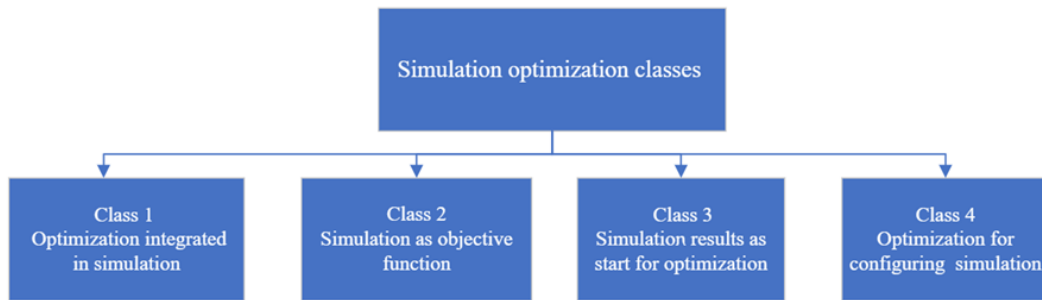 Simulation optimization classes
Class 1
Optimization integrated
in simulation
Class 2
Simulation as objective
function
Class 3
Simulation results as
start for optimization
Class 4
Optimization for
configuring simulation